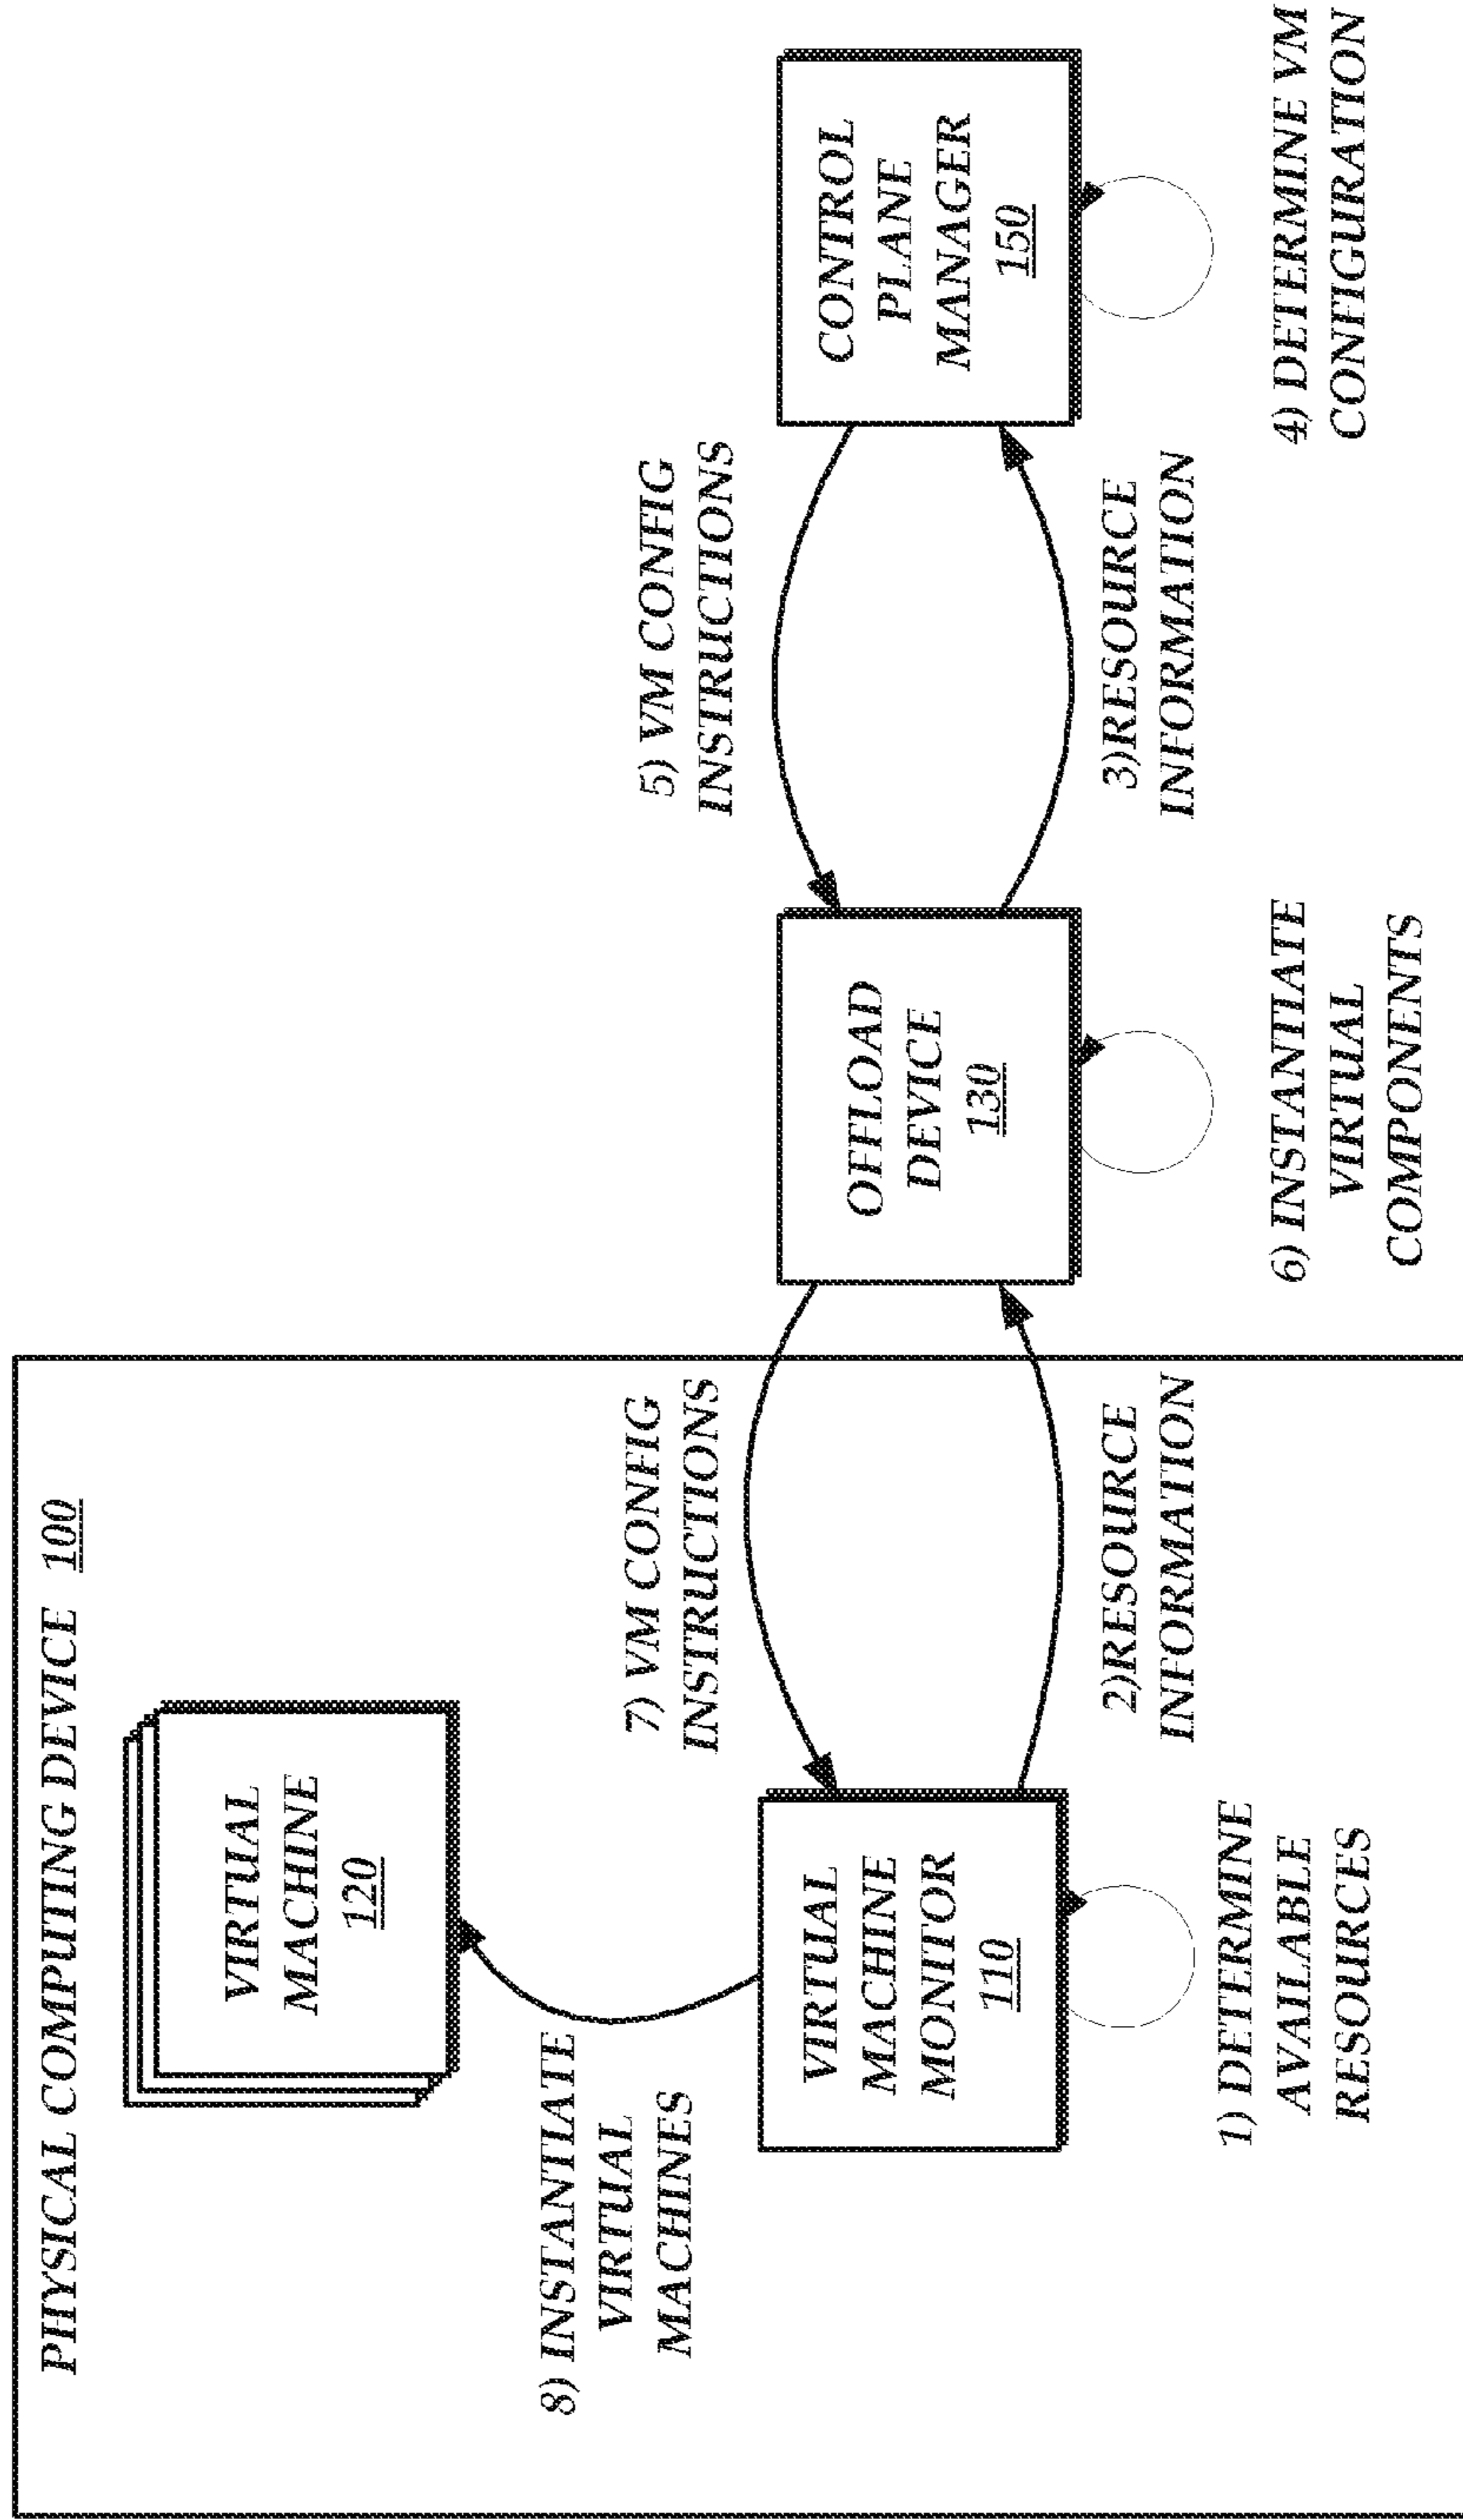 PHYSICAL COMPUTING DEVICE 100
VIRTUAL
MACHINE
120
8) INSTANTIATE
VIRTUAL
MACHINES
7) VM CONFIG
INSTRUCTIONS
5) VM CONFIG
INSTRUCTIONS
VIRTUAL
MACHINE
MONITOR
110
OFFLOAD
DEVICE
130
CONTROL
PLANE
MANAGER
150
2)RESOURCE
INFORMATION
3)RESOURCE
INFORMATION
1) DETERMINE
AVAILABLE
RESOURCES
6) INSTANTIATE
VIRTUAL
COMPONENTS
4) DETERMINE VM
CONFIGURATION